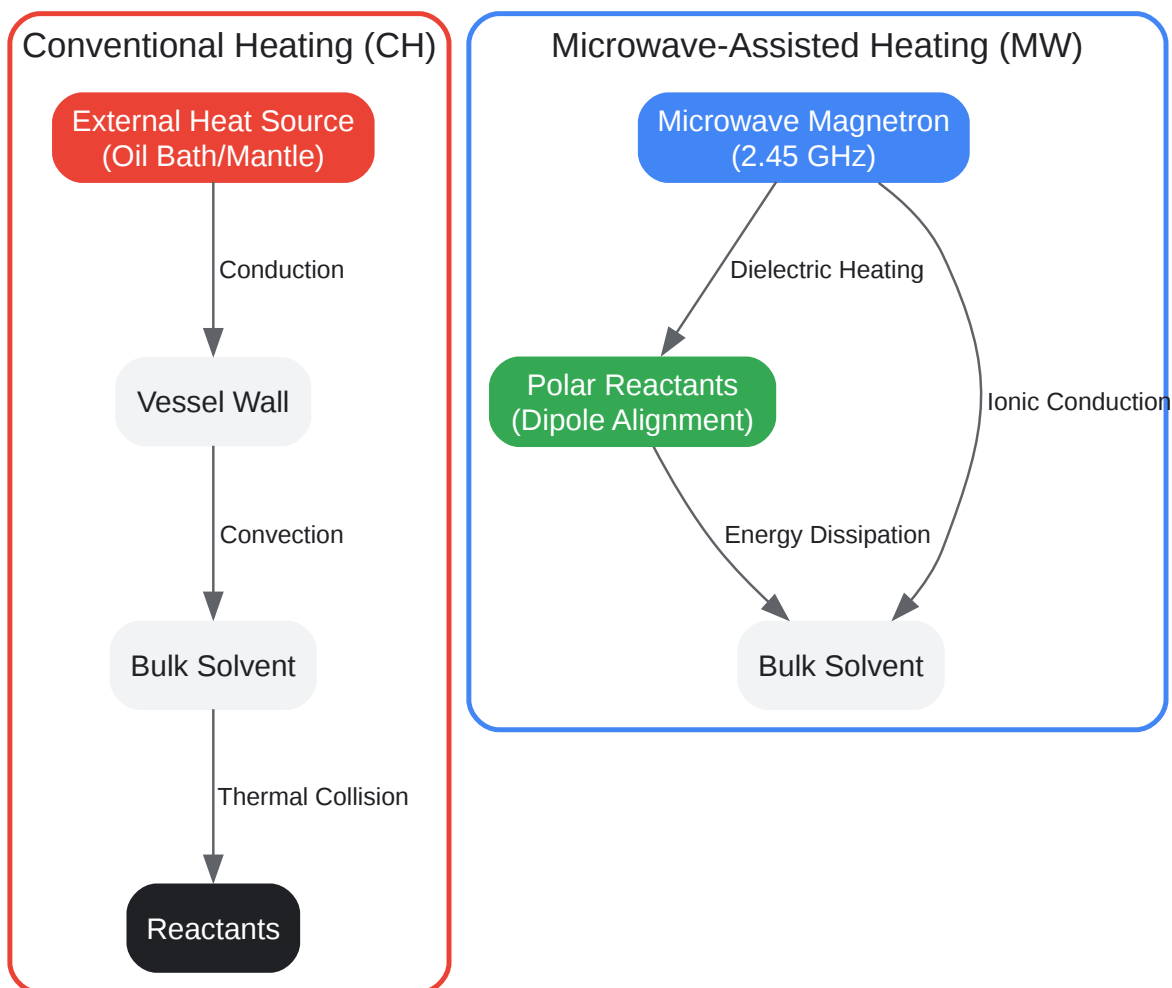 Conventional Heating (CH)
External Heat Source
(Oil Bath/Mantle)
Conduction
Vessel Wall
Convection
Bulk Solvent
Thermal Collision
Reactants
Microwave-Assisted Heating (MW)
Microwave Magnetron
(2.45 GHz)
Dielectric Heating
Polar Reactants
(Dipole Alignment)
Ionic Conduction
Energy Dissipation
Bulk Solvent